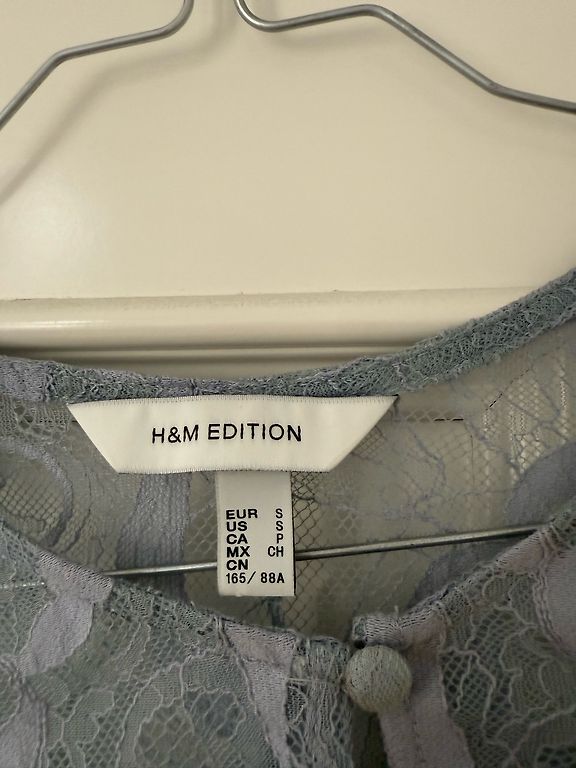 H&M EDITION
EUR S
US S
CA P
MX CH
CN
165/ 88A